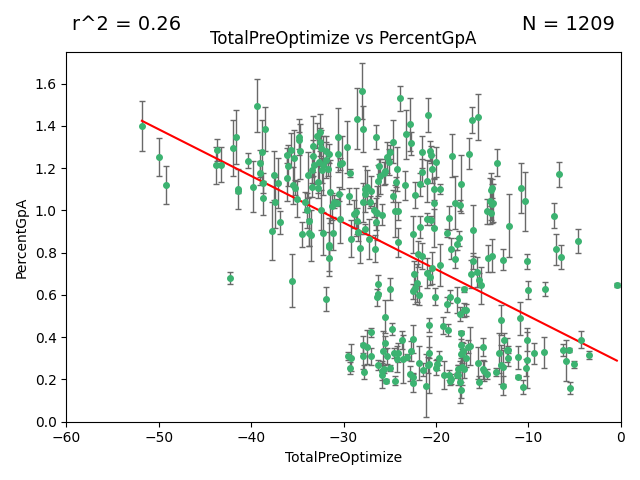 r^2 = 0.26 N = 1209
TotalPreOptimize vs PercentGpA
1.6
1.4
1.2
1.0
0.8
0.6
0.4
0.2
0.0
PercentGpA
−60 −50 −40 −30 −20 −10 0
TotalPreOptimize